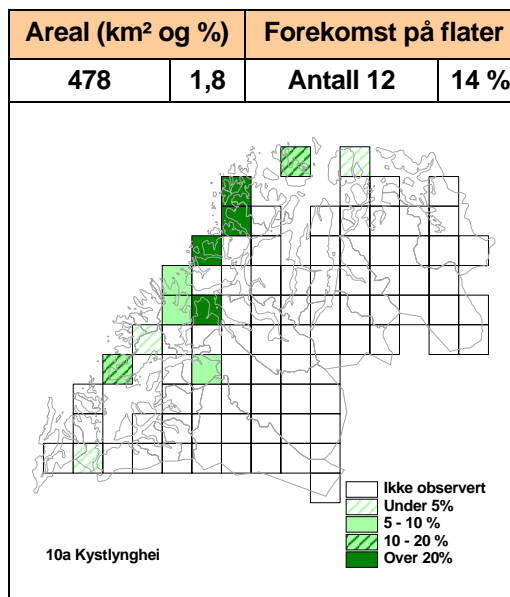 Areal (km² og %) Forekomst på flater
478 1,8 Antall 12 14 %
Ikke observert
Under 5%
5 - 10 %
10 - 20 %
Over 20%
10a Kystlynghei